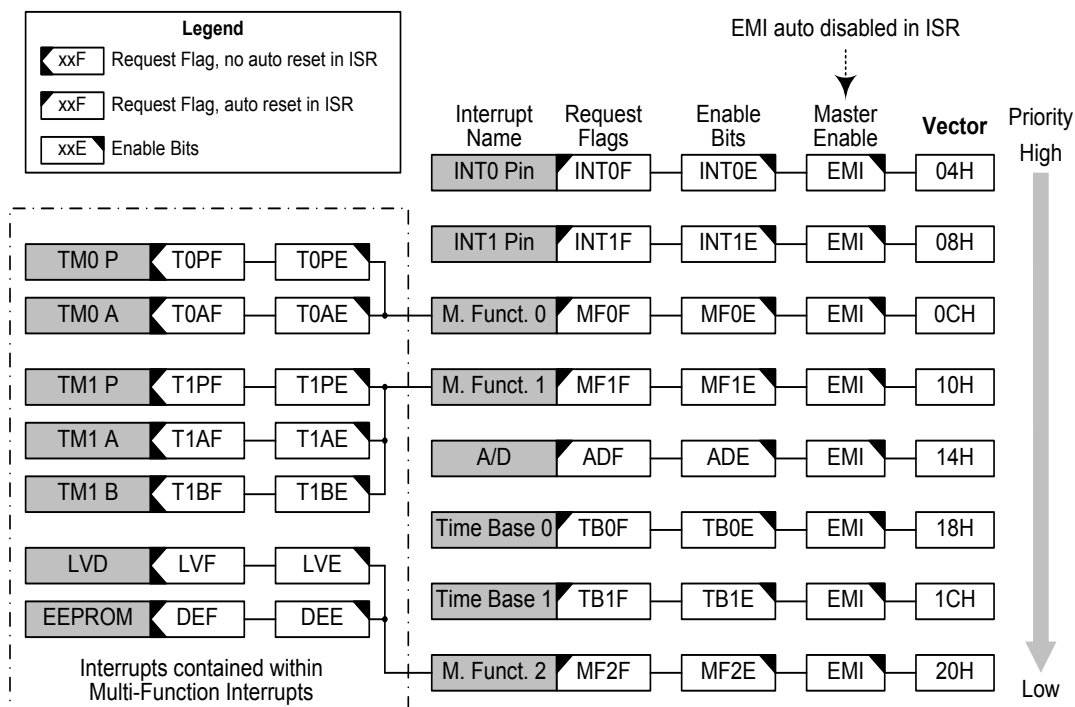 Legend
xxF Request Flag, no auto reset in ISR
xxF Request Flag, auto reset in ISR
xxE Enable Bits
EMI auto disabled in ISR
Interrupt Name
Request Flags
Enable Bits
Master Enable
Vector
Priority
High
INT0 Pin INT0F INT0E EMI 04H
INT1 Pin INT1F INT1E EMI 08H
TM0 P T0PF T0PE
TM0 A T0AF T0AE M. Funct. 0 MF0F MF0E EMI 0CH
TM1 P T1PF T1PE M. Funct. 1 MF1F MF1E EMI 10H
TM1 A T1AF T1AE A/D ADF ADE EMI 14H
TM1 B T1BF T1BE
Time Base 0 TB0F TB0E EMI 18H
LVD LVF LVE
Time Base 1 TB1F TB1E EMI 1CH
EEPROM DEF DEE
M. Funct. 2 MF2F MF2E EMI 20H
Interrupts contained within
Multi-Function Interrupts
Low